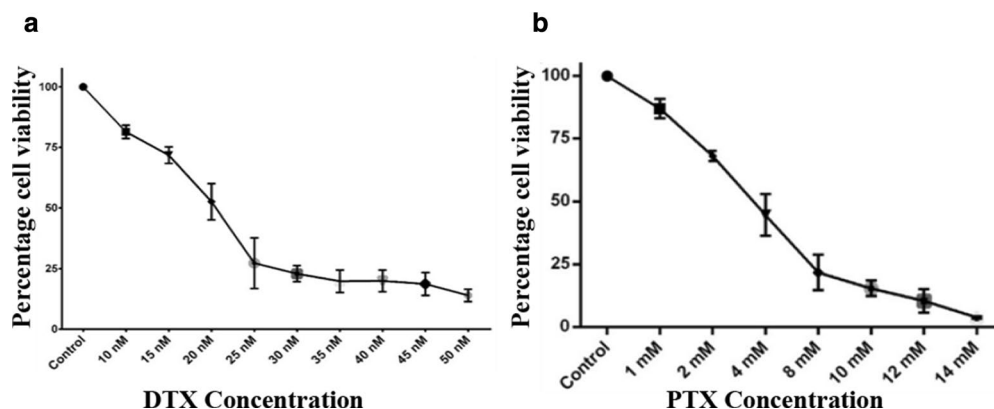 a
Percentage cell viability
100
75
50
25
0
Control
10 nM
15 nM
20 nM
25 nM
30 nM
35 nM
40 nM
45 nM
50 nM
DTX Concentration
b
Percentage cell viability
100
75
50
25
0
Control
1 mM
2 mM
4 mM
8 mM
10 mM
12 mM
14 mM
PTX Concentration